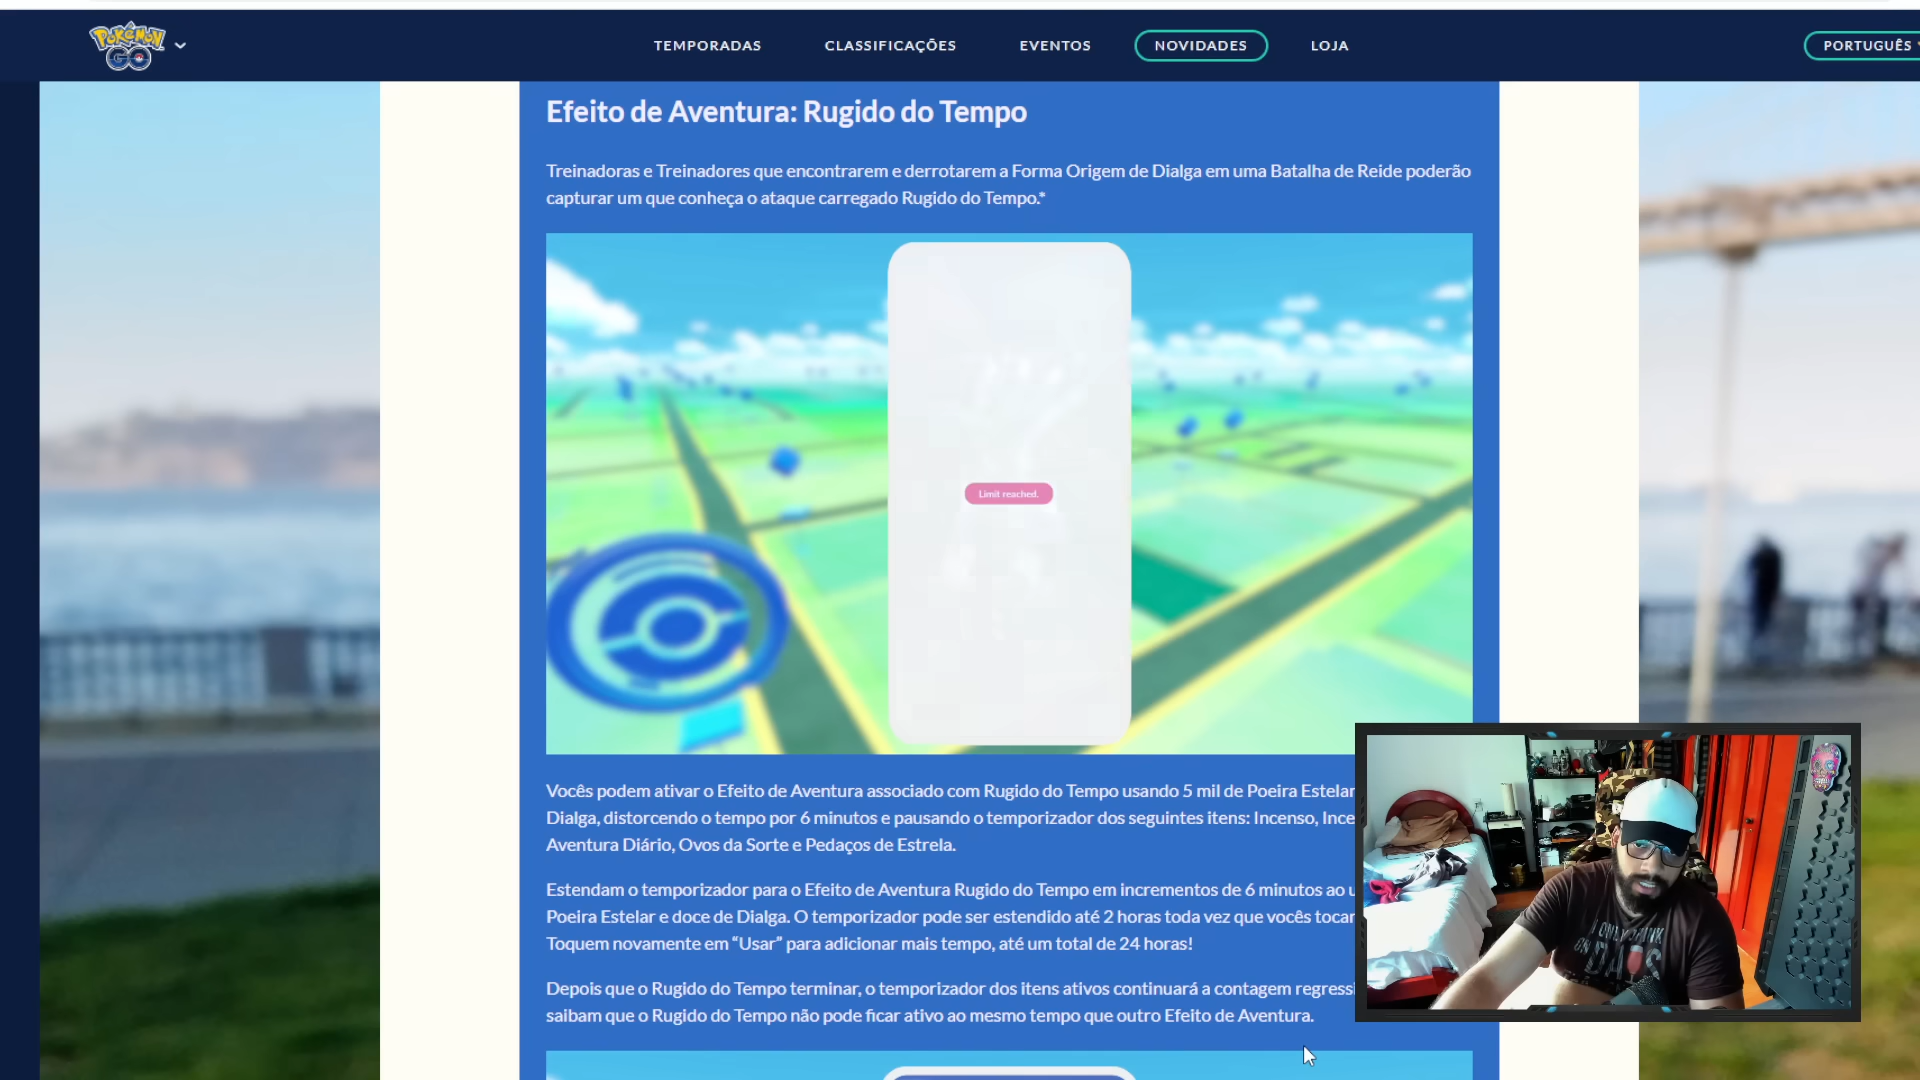 POKÉMON GO
TEMPORADAS
CLASSIFICAÇÕES
EVENTOS
NOVIDADES
LOJA
PORTUGUÊS
Efeito de Aventura: Rugido do Tempo
Treinadoras e Treinadores que encontrarem e derrotarem a Forma Origem de Dialga em uma Batalha de Reide poderão
capturar um que conheça o ataque carregado Rugido do Tempo.*
Limit reached.
Vocês podem ativar o Efeito de Aventura associado com Rugido do Tempo usando 5 mil de Poeira Estelar
Dialga, distorcendo o tempo por 6 minutos e pausando o temporizador dos seguintes itens: Incenso,
Aventura Diário, Ovos da Sorte e Pedaços de Estrela.
Estendam o temporizador para o Efeito de Aventura Rugido do Tempo em incrementos de 6 minutos ao
Poeira Estelar e doce de Dialga. O temporizador pode ser estendido até 2 horas toda vez que vocês
Toquem novamente em “Usar” para adicionar mais tempo, até um total de 24 horas!
Depois que o Rugido do Tempo terminar, o temporizador dos itens ativos continuará a contagem
saibam que o Rugido do Tempo não pode ficar ativo ao mesmo tempo que outro Efeito de Aventura.
I ONLY DRINK
ON
DAYS